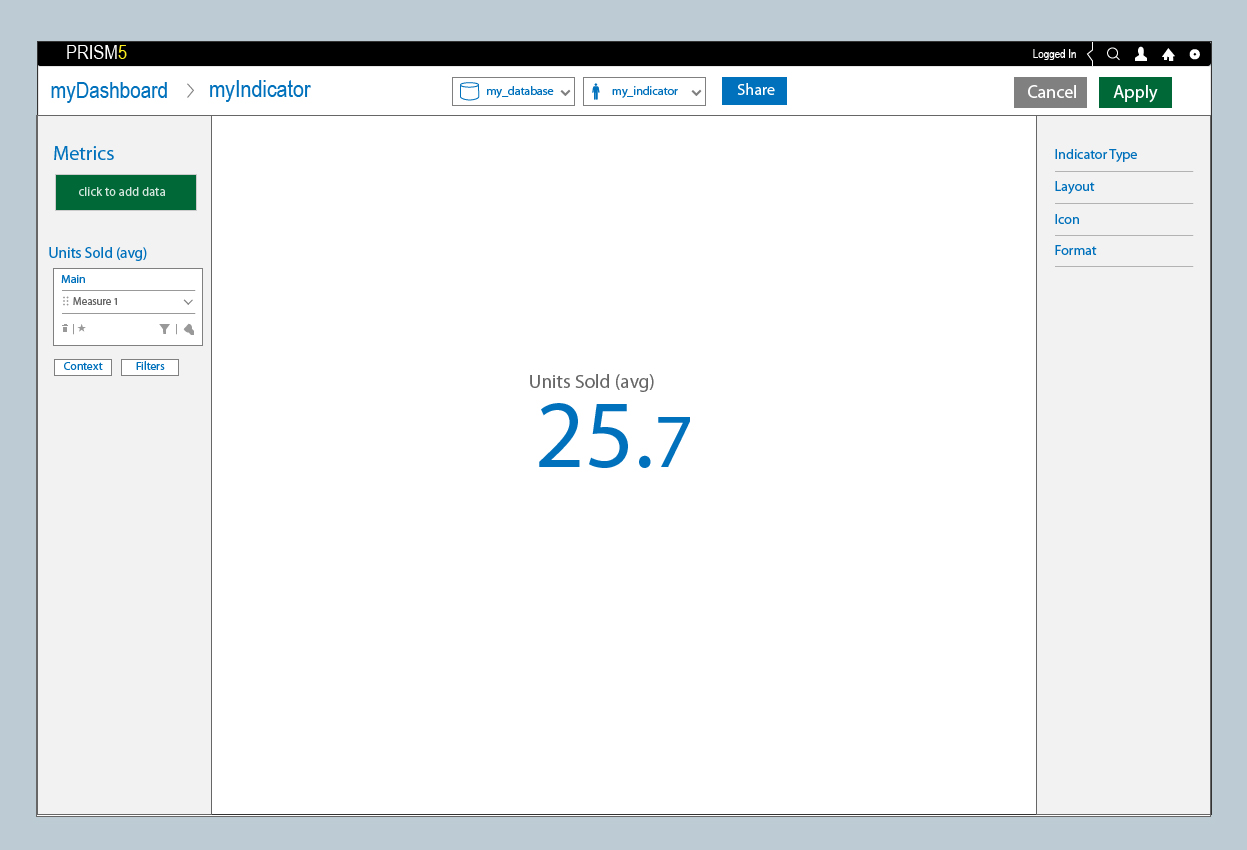 PRISM5
Logged In
myDashboard > myIndicator
my_database
my_indicator
Share
Cancel
Apply
Metrics
click to add data
Units Sold (avg)
Main
Measure 1
Context
Filters
Units Sold (avg)
25.7
Indicator Type
Layout
Icon
Format